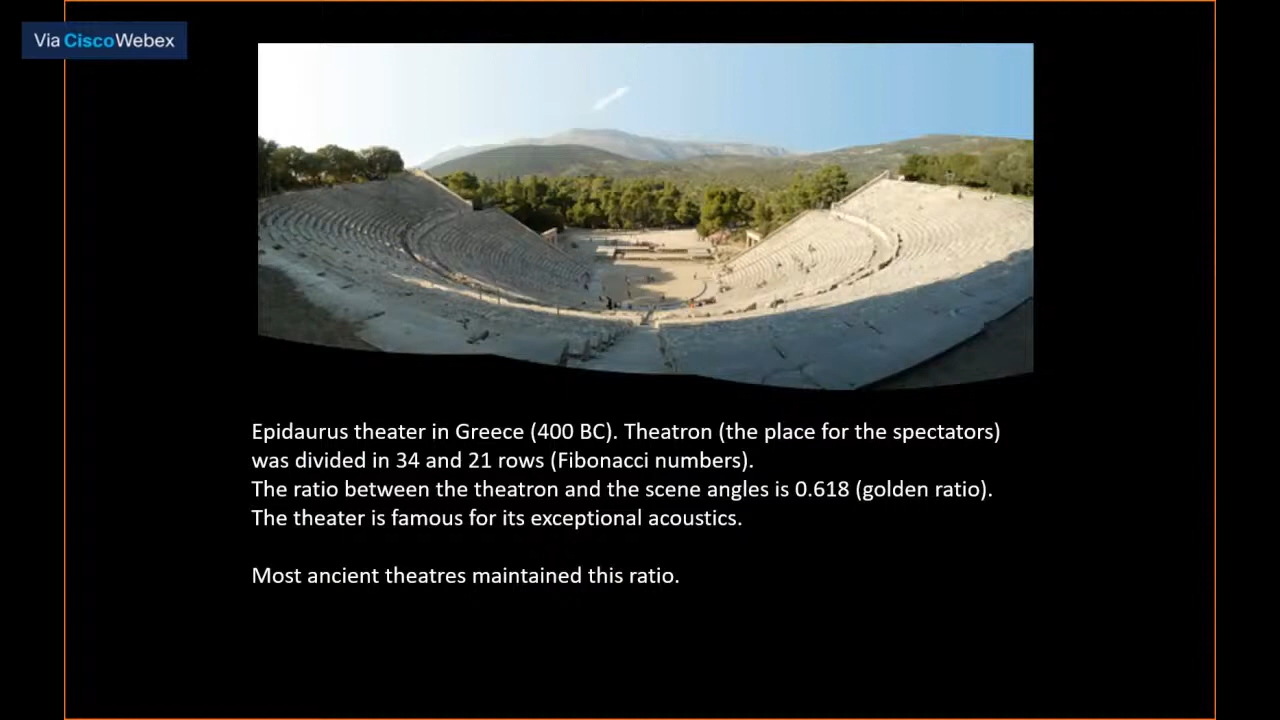 Via Cisco Webex
Epidaurus theater in Greece (400 BC). Theatron (the place for the spectators)
was divided in 34 and 21 rows (Fibonacci numbers).
The ratio between the theatron and the scene angles is 0.618 (golden ratio).
The theater is famous for its exceptional acoustics.
Most ancient theatres maintained this ratio.